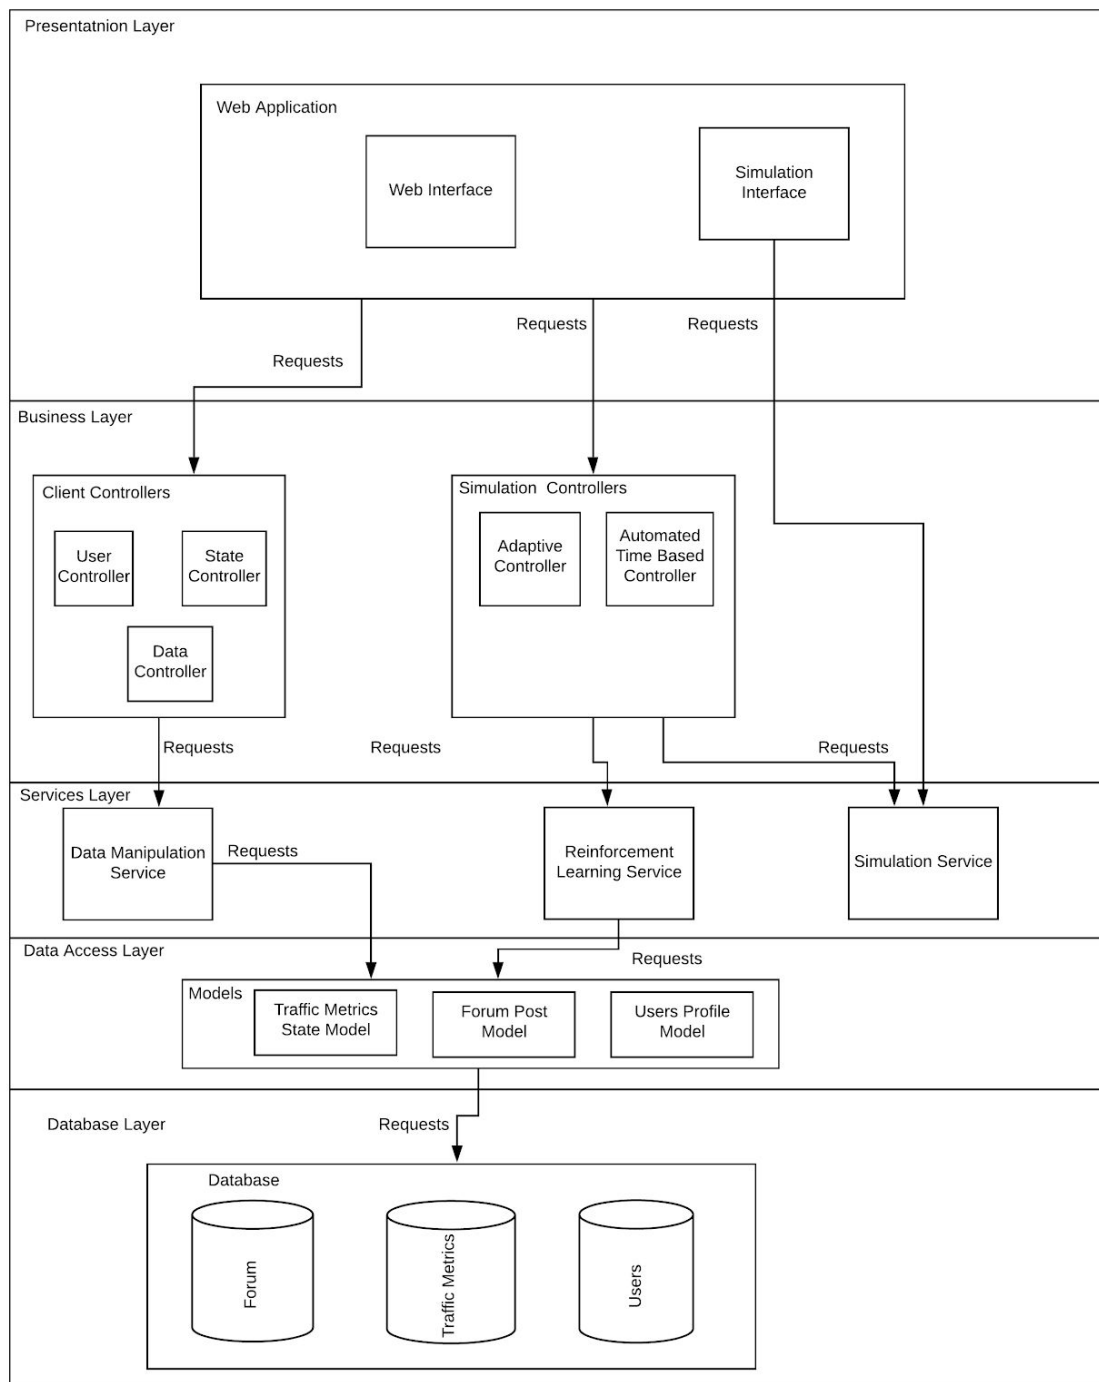 Presentatnion Layer
Web Application
Web Interface
Simulation
Interface
Requests
Requests
Requests
Business Layer
Client Controllers
User
Controller
State
Controller
Data
Controller
Simulation Controllers
Adaptive
Controller
Automated
Time Based
Controller
Requests
Requests
Requests
Services Layer
Data Manipulation
Service
Requests
Reinforcement
Learning Service
Simulation Service
Data Access Layer
Requests
Models
Traffic Metrics
State Model
Forum Post
Model
Users Profile
Model
Database Layer
Requests
Database
Forum
Traffic Metrics
Users